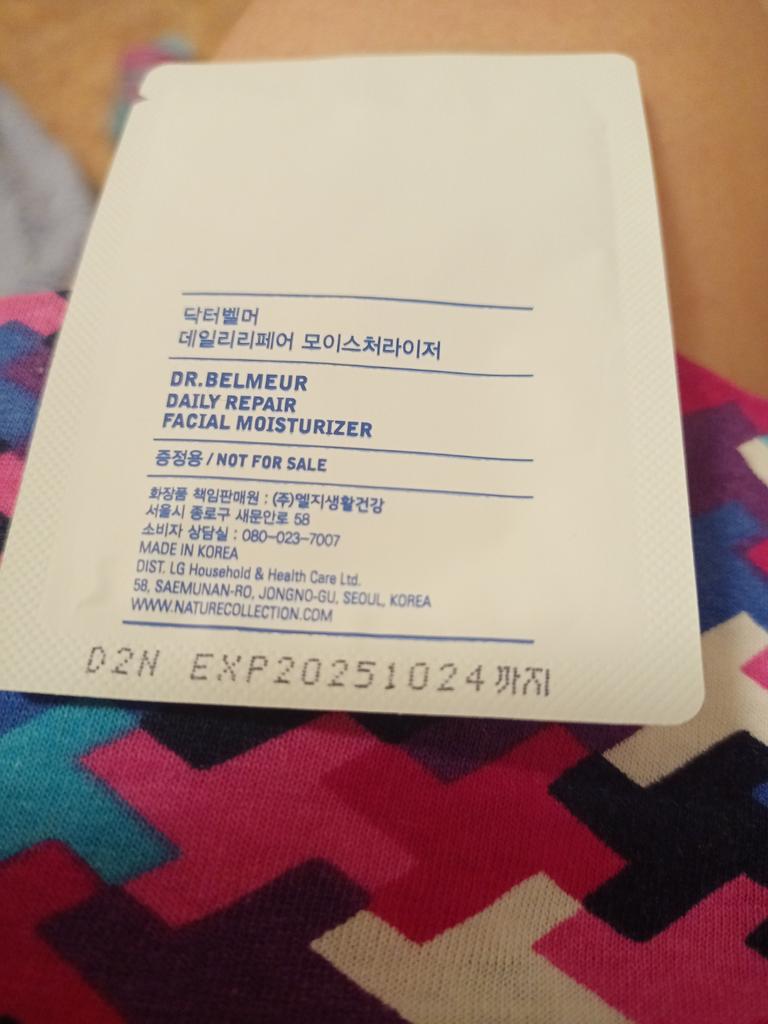 닥터벨머
데일리리페어 모이스처라이저
DR.BELMEUR
DAILY REPAIR
FACIAL MOISTURIZER
증정용 / NOT FOR SALE
화장품 책임판매원 : (주)엘지생활건강
서울시 종로구 새문안로 58
소비자 상담실 : 080-023-7007
MADE IN KOREA
DIST. LG Household & Health Care Ltd.
58, SAEMUNAN-RO, JONGNO-GU, SEOUL, KOREA
WWW.NATURECOLLECTION.COM
D2N EXP20251024까지